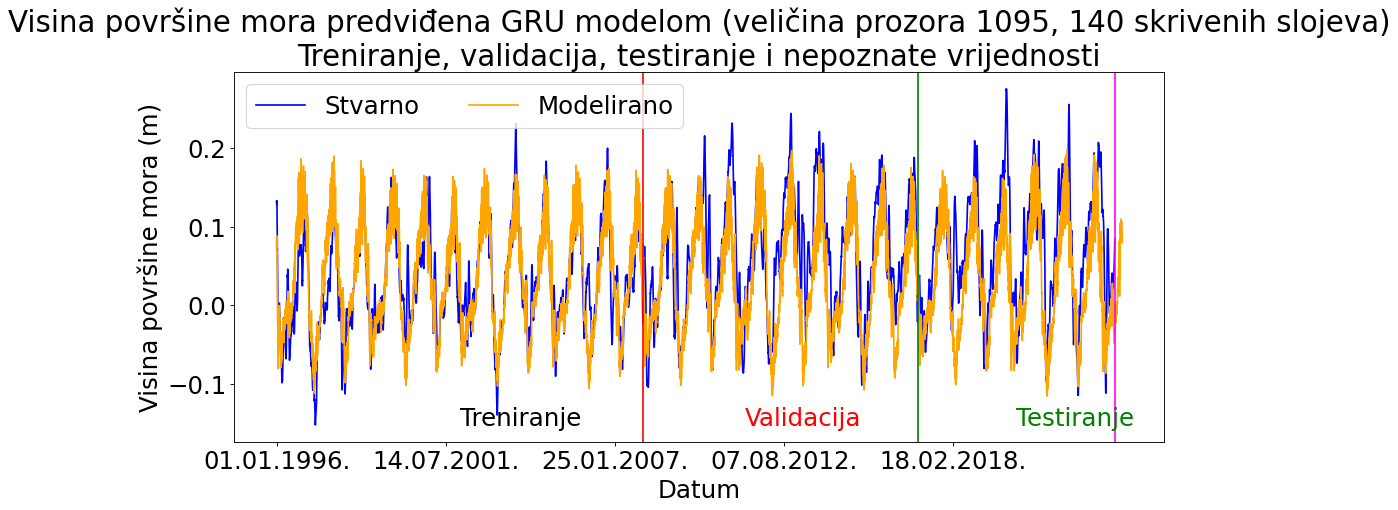 Visina površine mora predviđena GRU modelom (veličina prozora 1095, 140 skrivenih slojeva)
Treniranje, validacija, testiranje i nepoznate vrijednosti
Stvarno Modelirano
Visina površine mora (m)
0.2
0.1
0.0
−0.1
Treniranje Validacija Testiranje
01.01.1996. 14.07.2001. 25.01.2007. 07.08.2012. 18.02.2018.
Datum